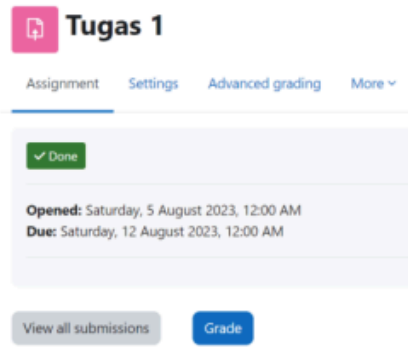 Tugas 1
Assignment Settings Advanced grading More
Done
Opened: Saturday, 5 August 2023, 12:00 AM
Due: Saturday, 12 August 2023, 12:00 AM
View all submissions Grade